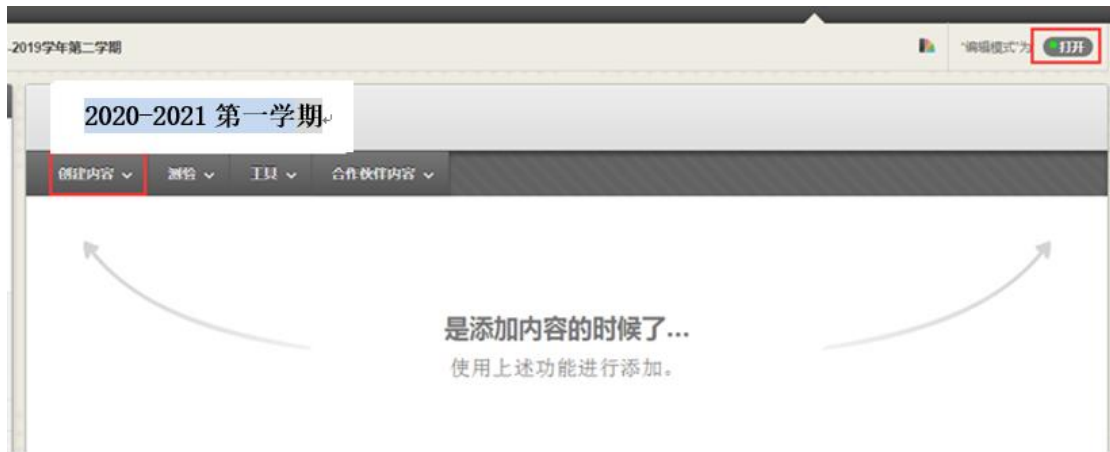 -2019学年第二学期
"编辑模式"为 打开
2020-2021 第一学期
创建内容 测验 工具 合作伙伴内容
是添加内容的时候了...
使用上述功能进行添加。